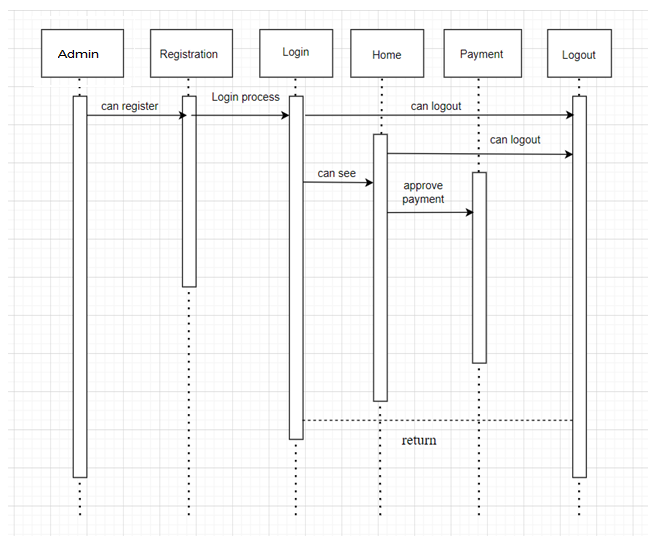 Admin
Registration
Login
Home
Payment
Logout
can register
Login process
can logout
can logout
can see
approve
payment
return